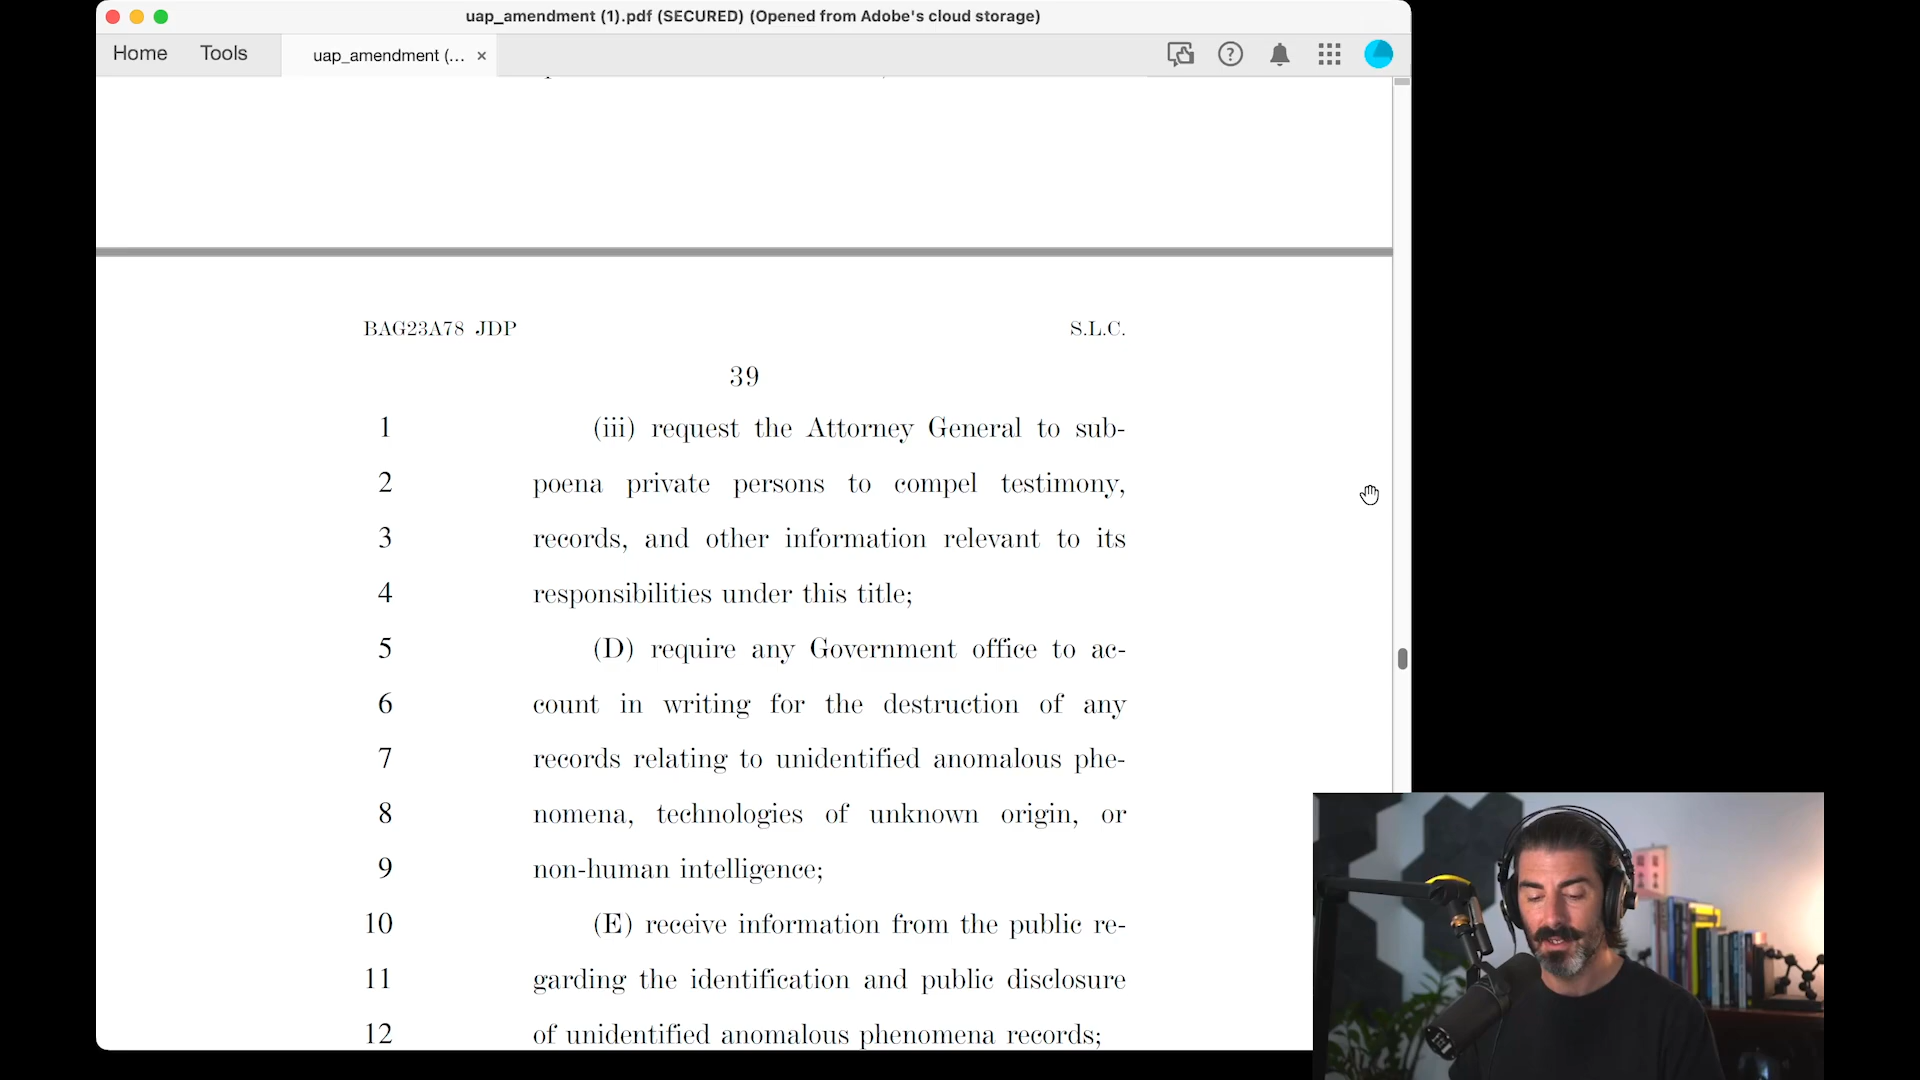 uap_amendment (1).pdf (SECURED) (Opened from Adobe's cloud storage)
Home Tools uap_amendment (... ×
BAG23A78 JDP S.L.C.
39
1 (iii) request the Attorney General to sub-
2 poena private persons to compel testimony,
3 records, and other information relevant to its
4 responsibilities under this title;
5 (D) require any Government office to ac-
6 count in writing for the destruction of any
7 records relating to unidentified anomalous phe-
8 nomena, technologies of unknown origin, or
9 non-human intelligence;
10 (E) receive information from the public re-
11 garding the identification and public disclosure
12 of unidentified anomalous phenomena records;